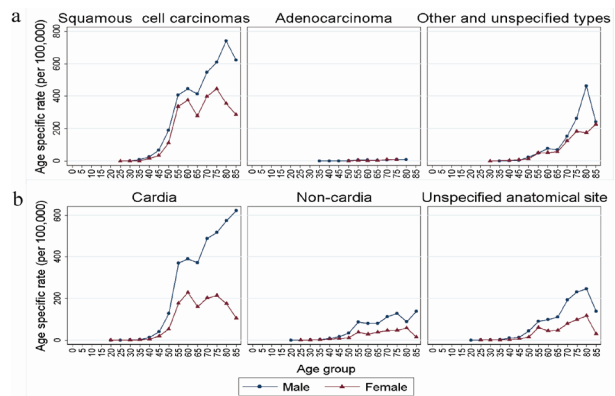 a
Squamous cell carcinomas
Adenocarcinoma
Other and unspecified types
Age specific rate (per 100,000)
800
600
400
200
0
0 5 10 15 20 25 30 35 40 45 50 55 60 65 70 75 80 85
0 5 10 15 20 25 30 35 40 45 50 55 60 65 70 75 80 85
0 5 10 15 20 25 30 35 40 45 50 55 60 65 70 75 80 85
b
Cardia
Non-cardia
Unspecified anatomical site
Age specific rate (per 100,000)
600
400
200
0
0 5 10 15 20 25 30 35 40 45 50 55 60 65 70 75 80 85
0 5 10 15 20 25 30 35 40 45 50 55 60 65 70 75 80 85
0 5 10 15 20 25 30 35 40 45 50 55 60 65 70 75 80 85
Age group
Male
Female